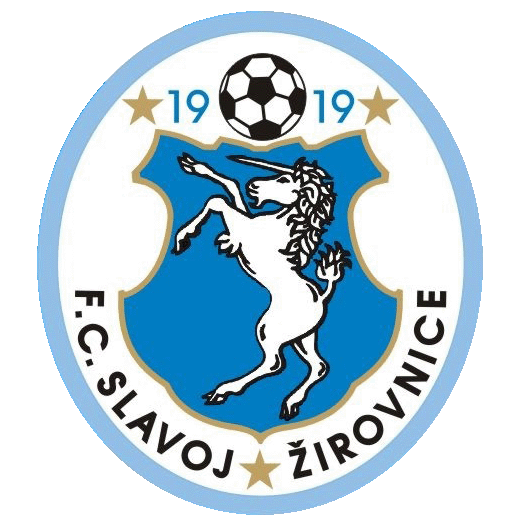 19 19
F.C. SLAVOJ ŽIROVNICE